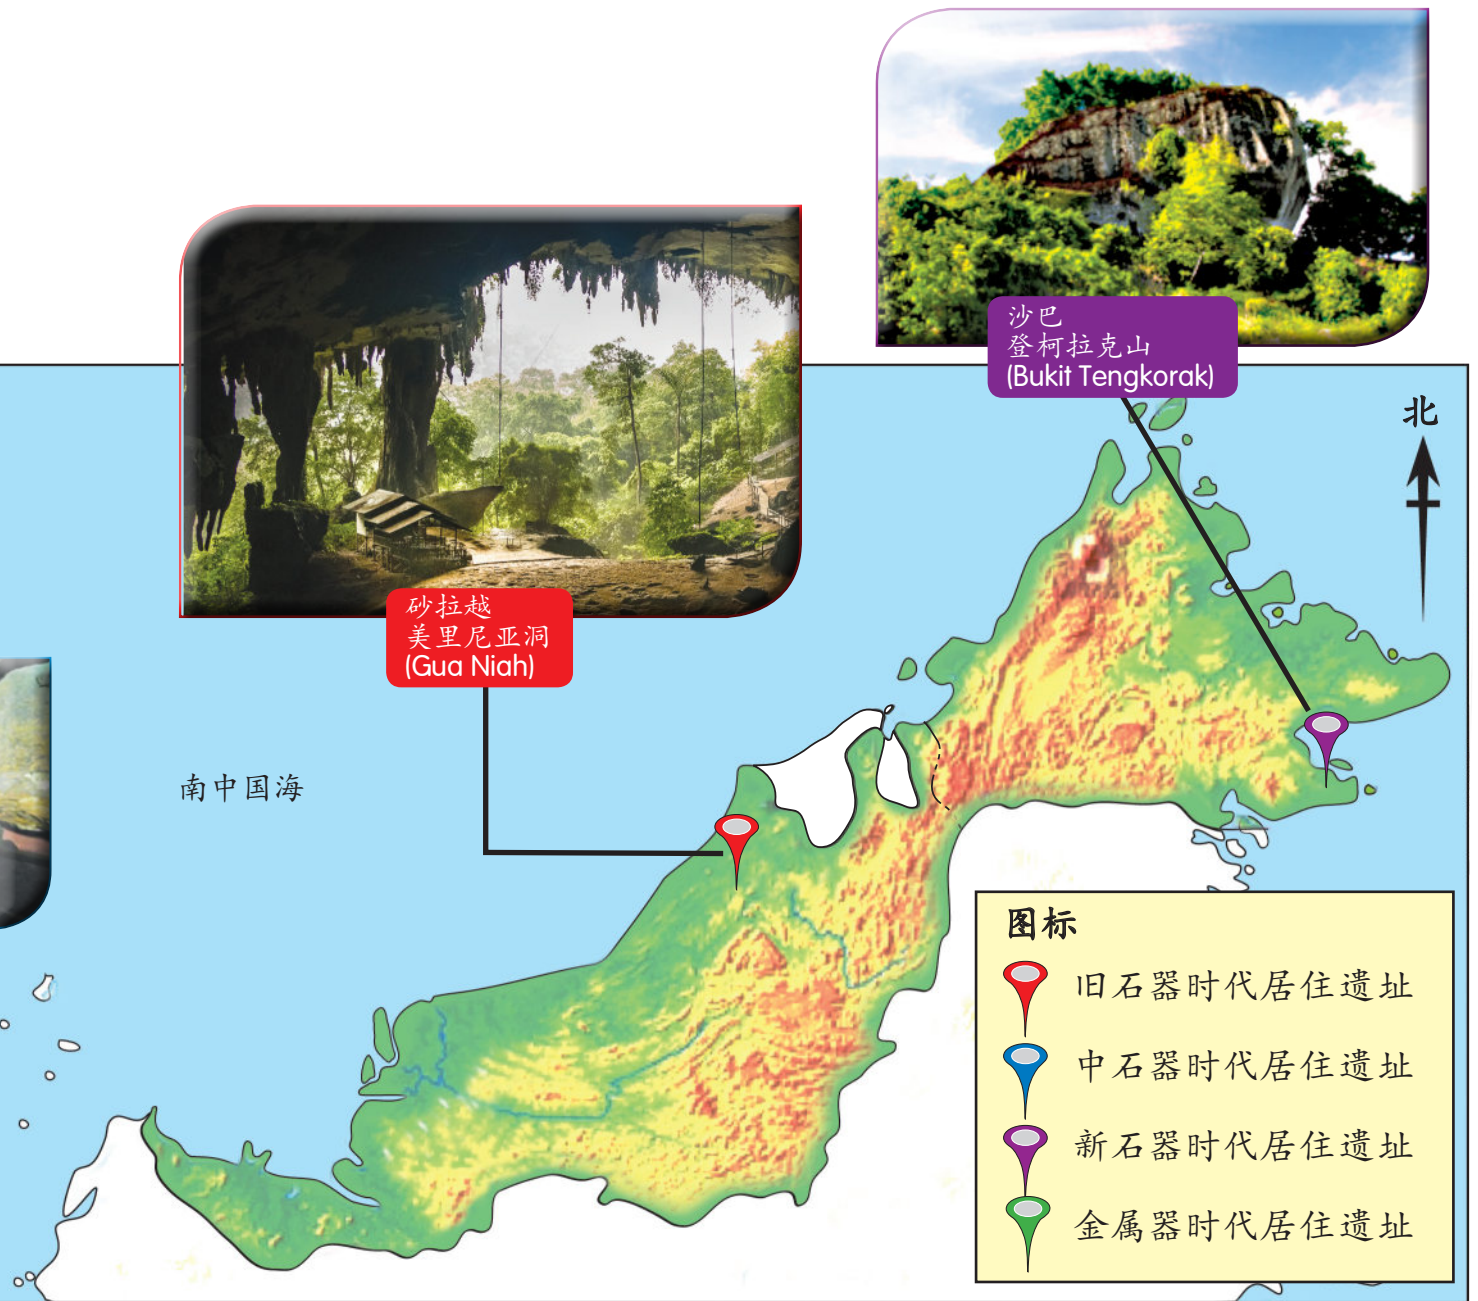 沙巴
登柯拉克山
(Bukit Tengkorak)
北
砂拉越
美里尼亚洞
(Gua Niah)
南中国海
图标
旧石器时代居住遗址
中石器时代居住遗址
新石器时代居住遗址
金属器时代居住遗址